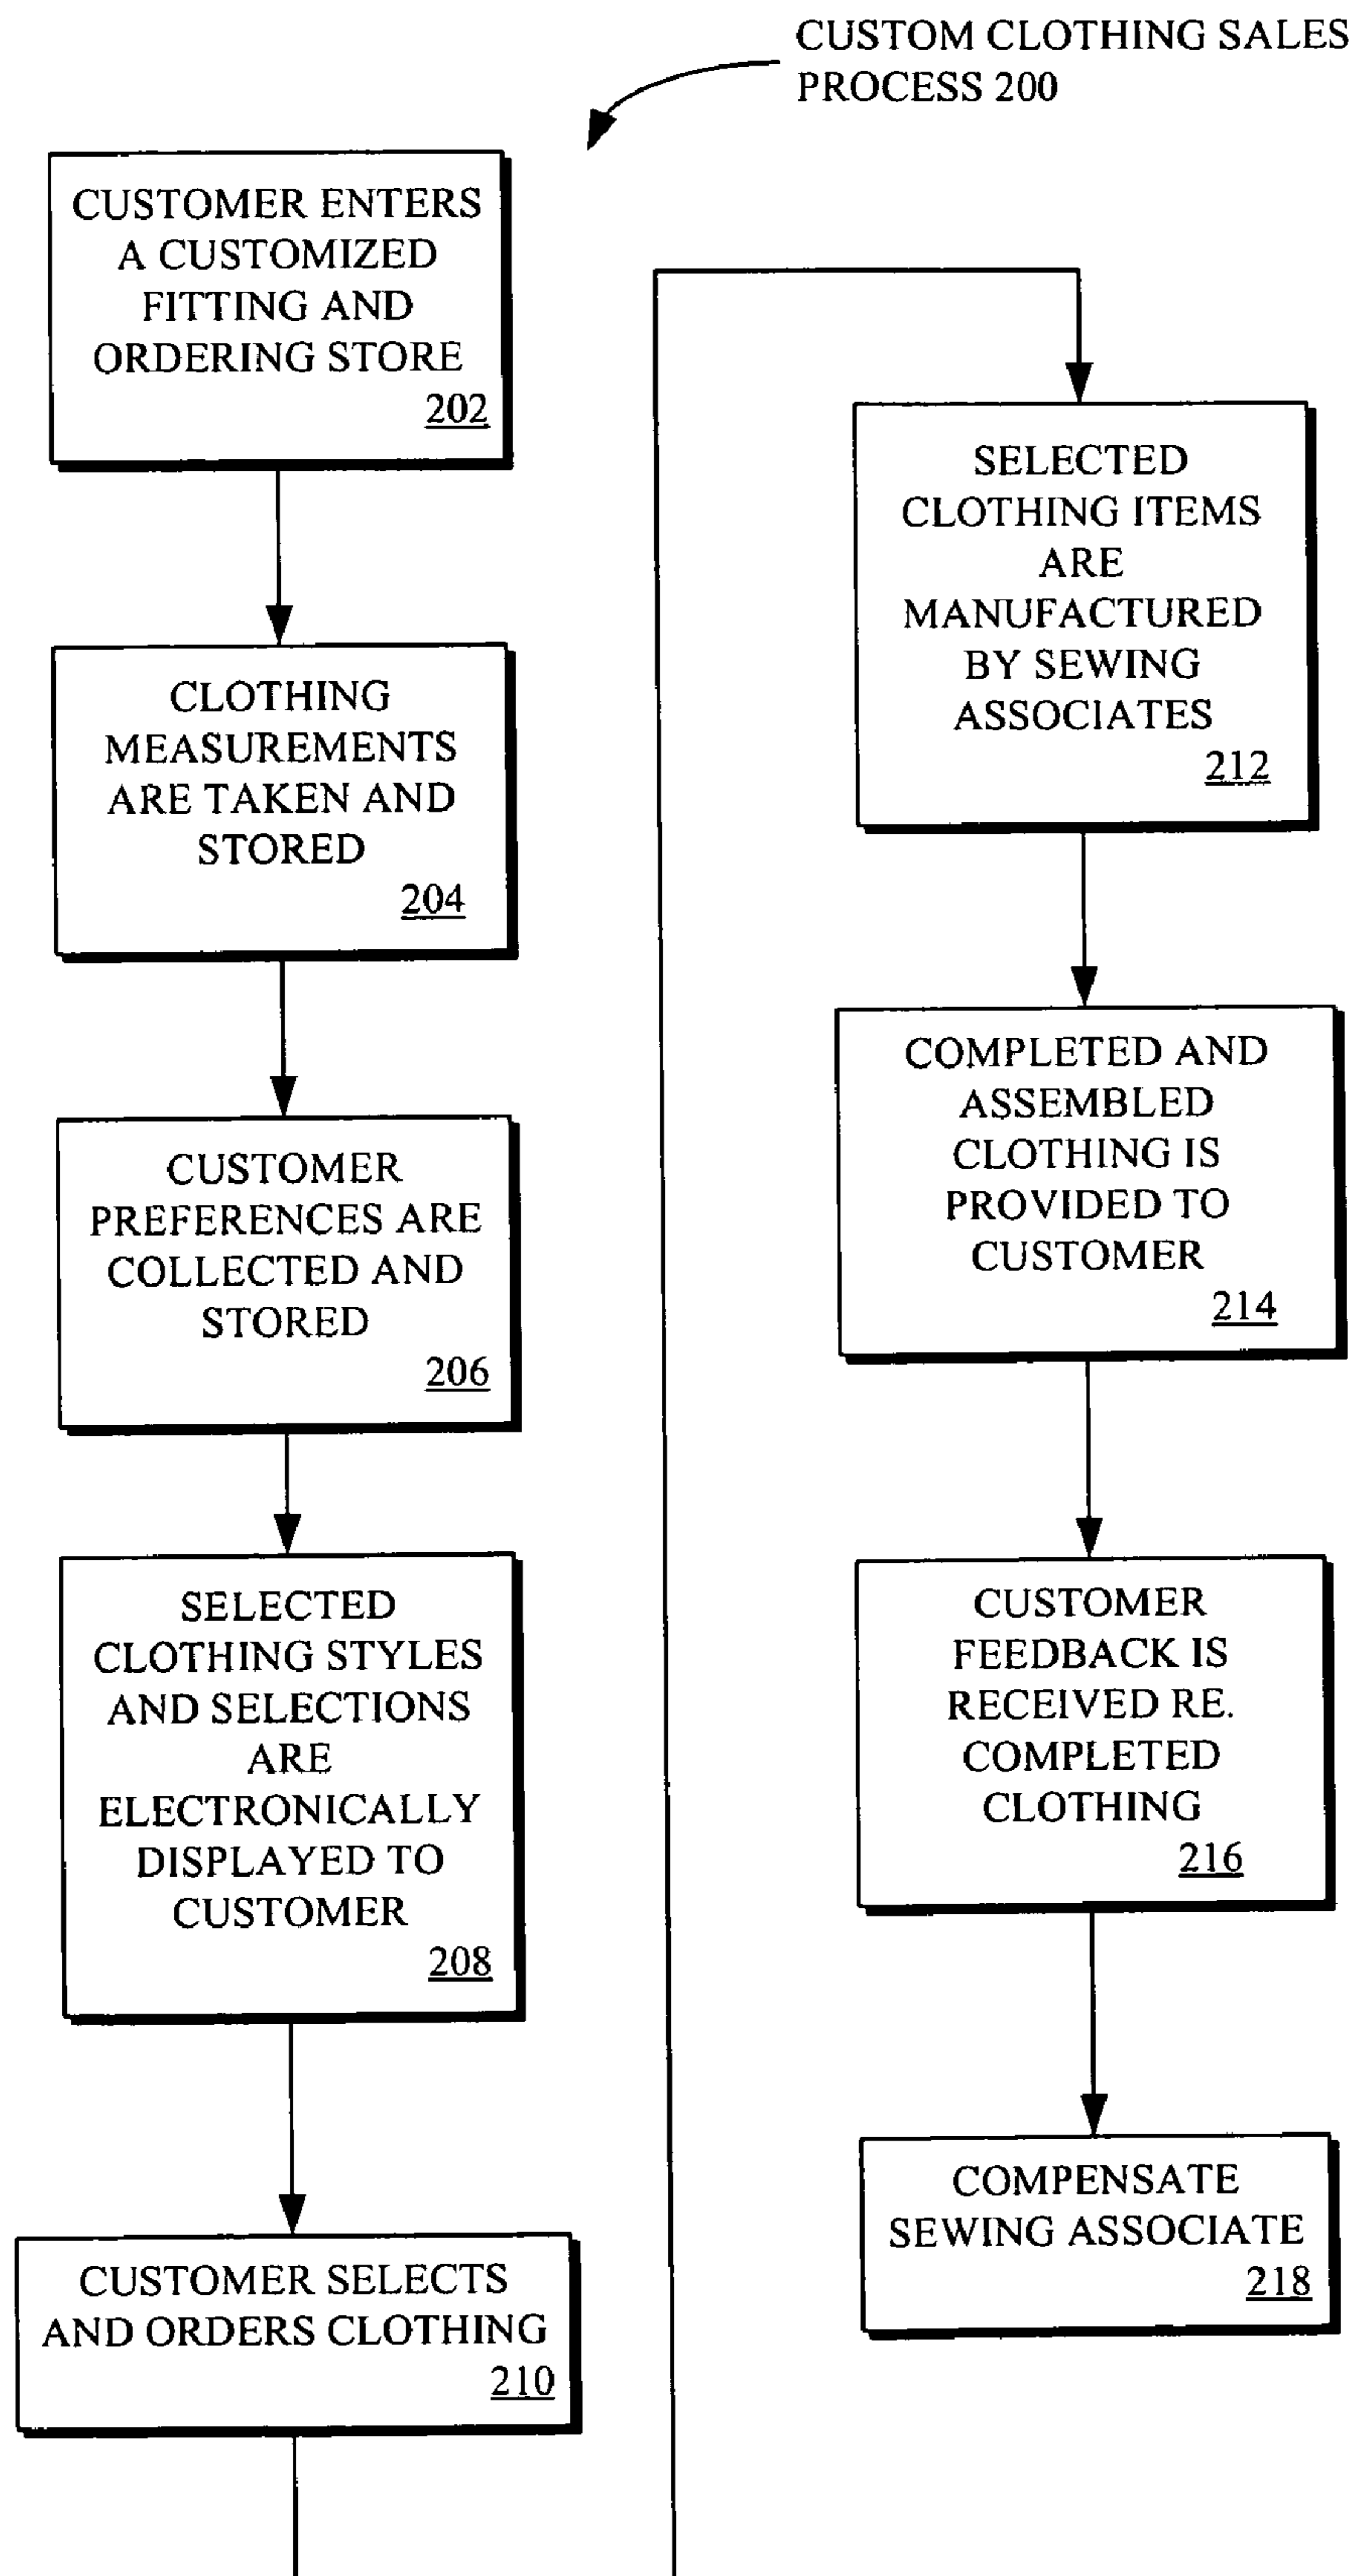 CUSTOM CLOTHING SALES
PROCESS 200
CUSTOMER ENTERS
A CUSTOMIZED
FITTING AND
ORDERING STORE
202
CLOTHING
MEASUREMENTS
ARE TAKEN AND
STORED
204
CUSTOMER
PREFERENCES ARE
COLLECTED AND
STORED
206
SELECTED
CLOTHING STYLES
AND SELECTIONS
ARE
ELECTRONICALLY
DISPLAYED TO
CUSTOMER
208
CUSTOMER SELECTS
AND ORDERS CLOTHING
210
SELECTED
CLOTHING ITEMS
ARE
MANUFACTURED
BY SEWING
ASSOCIATES
212
COMPLETED AND
ASSEMBLED
CLOTHING IS
PROVIDED TO
CUSTOMER
214
CUSTOMER
FEEDBACK IS
RECEIVED RE.
COMPLETED
CLOTHING
216
COMPENSATE
SEWING ASSOCIATE
218